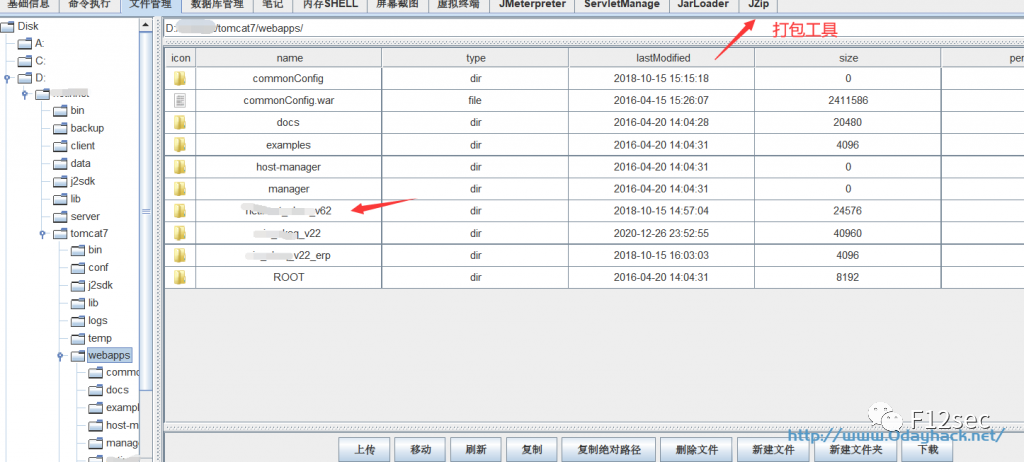 基础信息 命令执行 文件管理 数据库管理 笔记 内存SHELL 屏幕截图 虚拟终端 JMeterpreter ServletManage JarLoader JZip
打包工具
Disk
A:
C:
D:
bin
backup
client
data
j2sdk
lib
server
tomcat7
bin
conf
j2sdk
lib
logs
temp
webapps
commo
docs
exampl
host-m
manag
D: /tomcat7/webapps/
icon name type lastModified size per
commonConfig dir 2018-10-15 15:15:18 0
commonConfig.war file 2016-04-15 15:26:07 2411586
docs dir 2016-04-20 14:04:28 20480
examples dir 2016-04-20 14:04:31 4096
host-manager dir 2016-04-20 14:04:31 0
manager dir 2016-04-20 14:04:31 0
_v62 dir 2018-10-15 14:57:04 24576
_v22 dir 2020-12-26 23:52:55 40960
_v22_erp dir 2018-10-15 16:03:03 4096
ROOT dir 2016-04-20 14:04:31 8192
F12sec
http://www.0dayhack.net/
上传 移动 刷新 复制 复制绝对路径 删除文件 新建文件 新建文件夹 下载